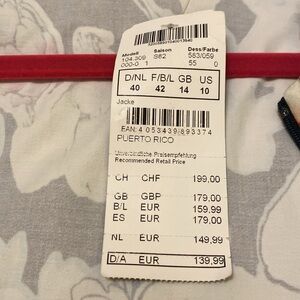 Modell Saison Dess/Farbe
104.309 S62 583/059
000-0 1 55 0
D/NL F/B/L GB US
40 42 14 10
Jacke
EAN: 4 053439 893374
PUERTO RICO
Unverbindliche Preisempfehlung
Recommended Retail Price
CH CHF 199,00
GB GBP 179,00
B/L EUR 159,99
ES EUR 179,00
NL EUR 149,99
D/A EUR 139,99